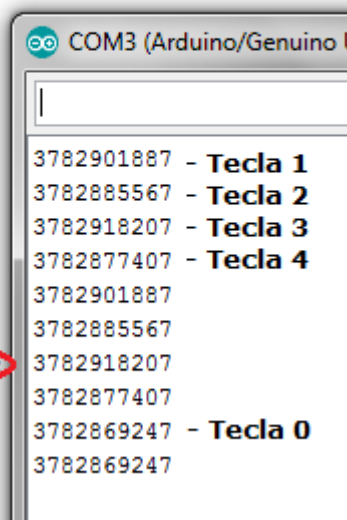 COM3 (Arduino/Genuino
3782901887 - Tecla 1
3782885567 - Tecla 2
3782918207 - Tecla 3
3782877407 - Tecla 4
3782901887
3782885567
3782918207
3782877407
3782869247 - Tecla 0
3782869247